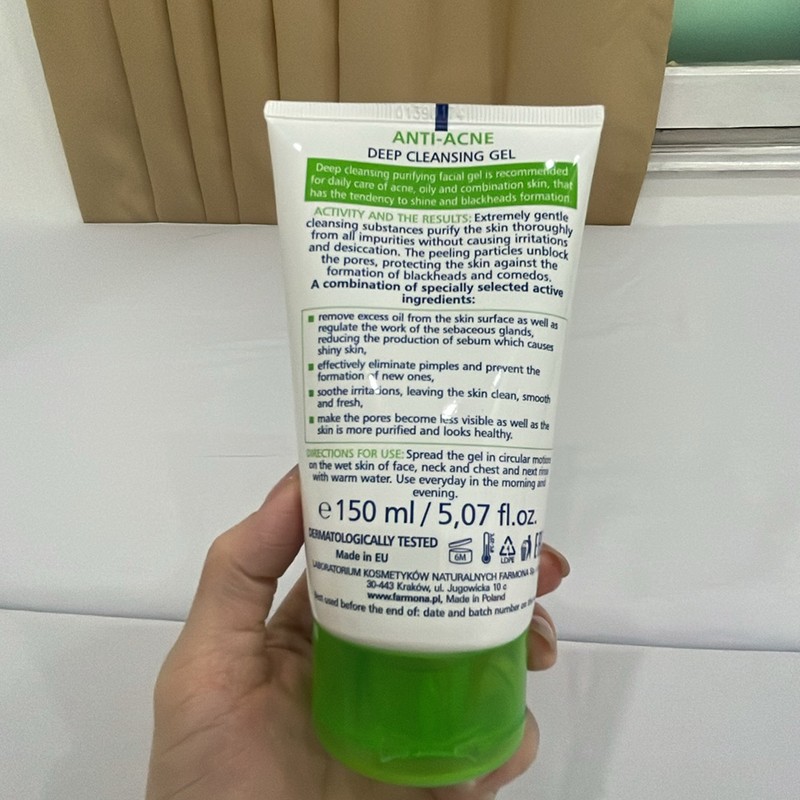 ANTI-ACNE
DEEP CLEANSING GEL
Deep cleansing purifying facial gel is recommended
for daily care of acne, oily and combination skin, that
has the tendency to shine and blackheads formation.
ACTIVITY AND THE RESULTS: Extremely gentle
cleansing substances purify the skin thoroughly
from all impurities without causing irritations
and desiccation. The peeling particles unblock
the pores, protecting the skin against the
formation of blackheads and comedos.
A combination of specially selected active
ingredients:
remove excess oil from the skin surface as well as
regulate the work of the sebaceous glands,
reducing the production of sebum which causes
shiny skin,
effectively eliminate pimples and prevent the
formation of new ones,
soothe irritations, leaving the skin clean, smooth
and fresh,
make the pores become less visible as well as the
skin is more purified and looks healthy.
DIRECTIONS FOR USE: Spread the gel in circular motions
on the wet skin of face, neck and chest and next rinse
with warm water. Use everyday in the morning and
evening.
e 150 ml / 5,07 fl.oz.
DERMATOLOGICALLY TESTED
Made in EU
6M
LDPE
LABORATORIUM KOSMETYKÓW NATURALNYCH FARMONA
30-443 Kraków, ul. Jugowicka 10 c
www.farmona.pl, Made in Poland
used before the end of: date and batch number on